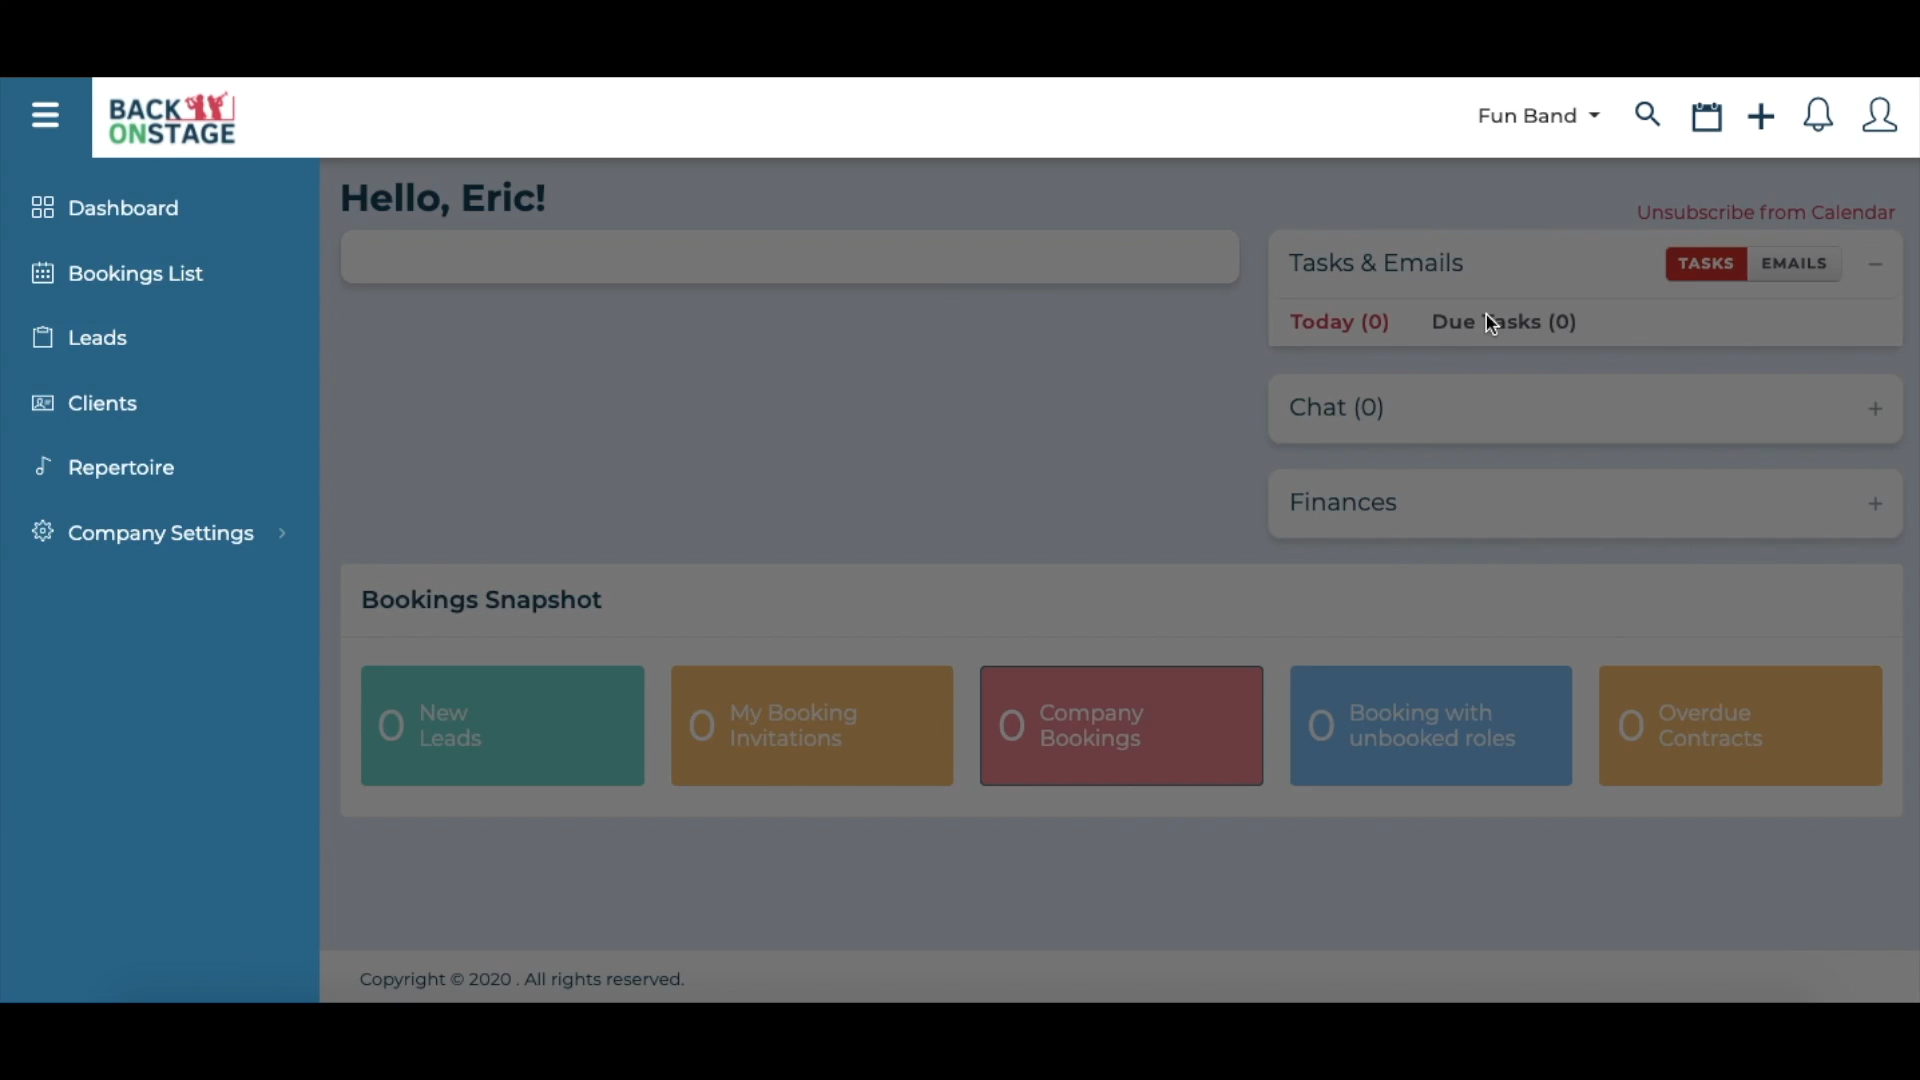 BACK
ONSTAGE
Fun Band
Dashboard
Bookings List
Leads
Clients
Repertoire
Company Settings
Hello, Eric!
Unsubscribe from Calendar
Tasks & Emails
TASKS EMAILS
Today (0) Due Tasks (0)
Chat (0)
Finances
Bookings Snapshot
0 New
Leads
0 My Booking
Invitations
0 Company
Bookings
0 Booking with
unbooked roles
0 Overdue
Contracts
Copyright © 2020 . All rights reserved.